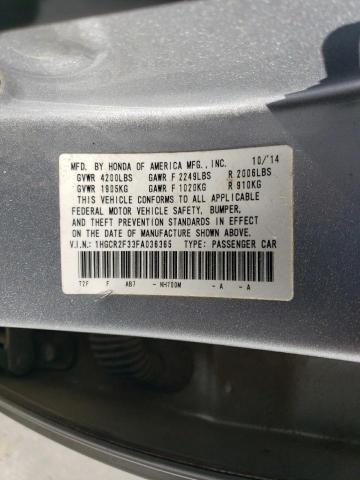 MFD. BY HONDA OF AMERICA MFG., INC. 10/'14
GVWR 4200LBS GAWR F 2249LBS R 2006LBS
GVWR 1905KG GAWR F 1020KG R 910KG
THIS VEHICLE CONFORMS TO ALL APPLICABLE
FEDERAL MOTOR VEHICLE SAFETY, BUMPER,
AND THEFT PREVENTION STANDARDS IN EFFECT
ON THE DATE OF MANUFACTURE SHOWN ABOVE.
V.I.N.: 1HGCR2F33FA036365 TYPE: PASSENGER CAR
T2F F AB7 - NH700M - A - A